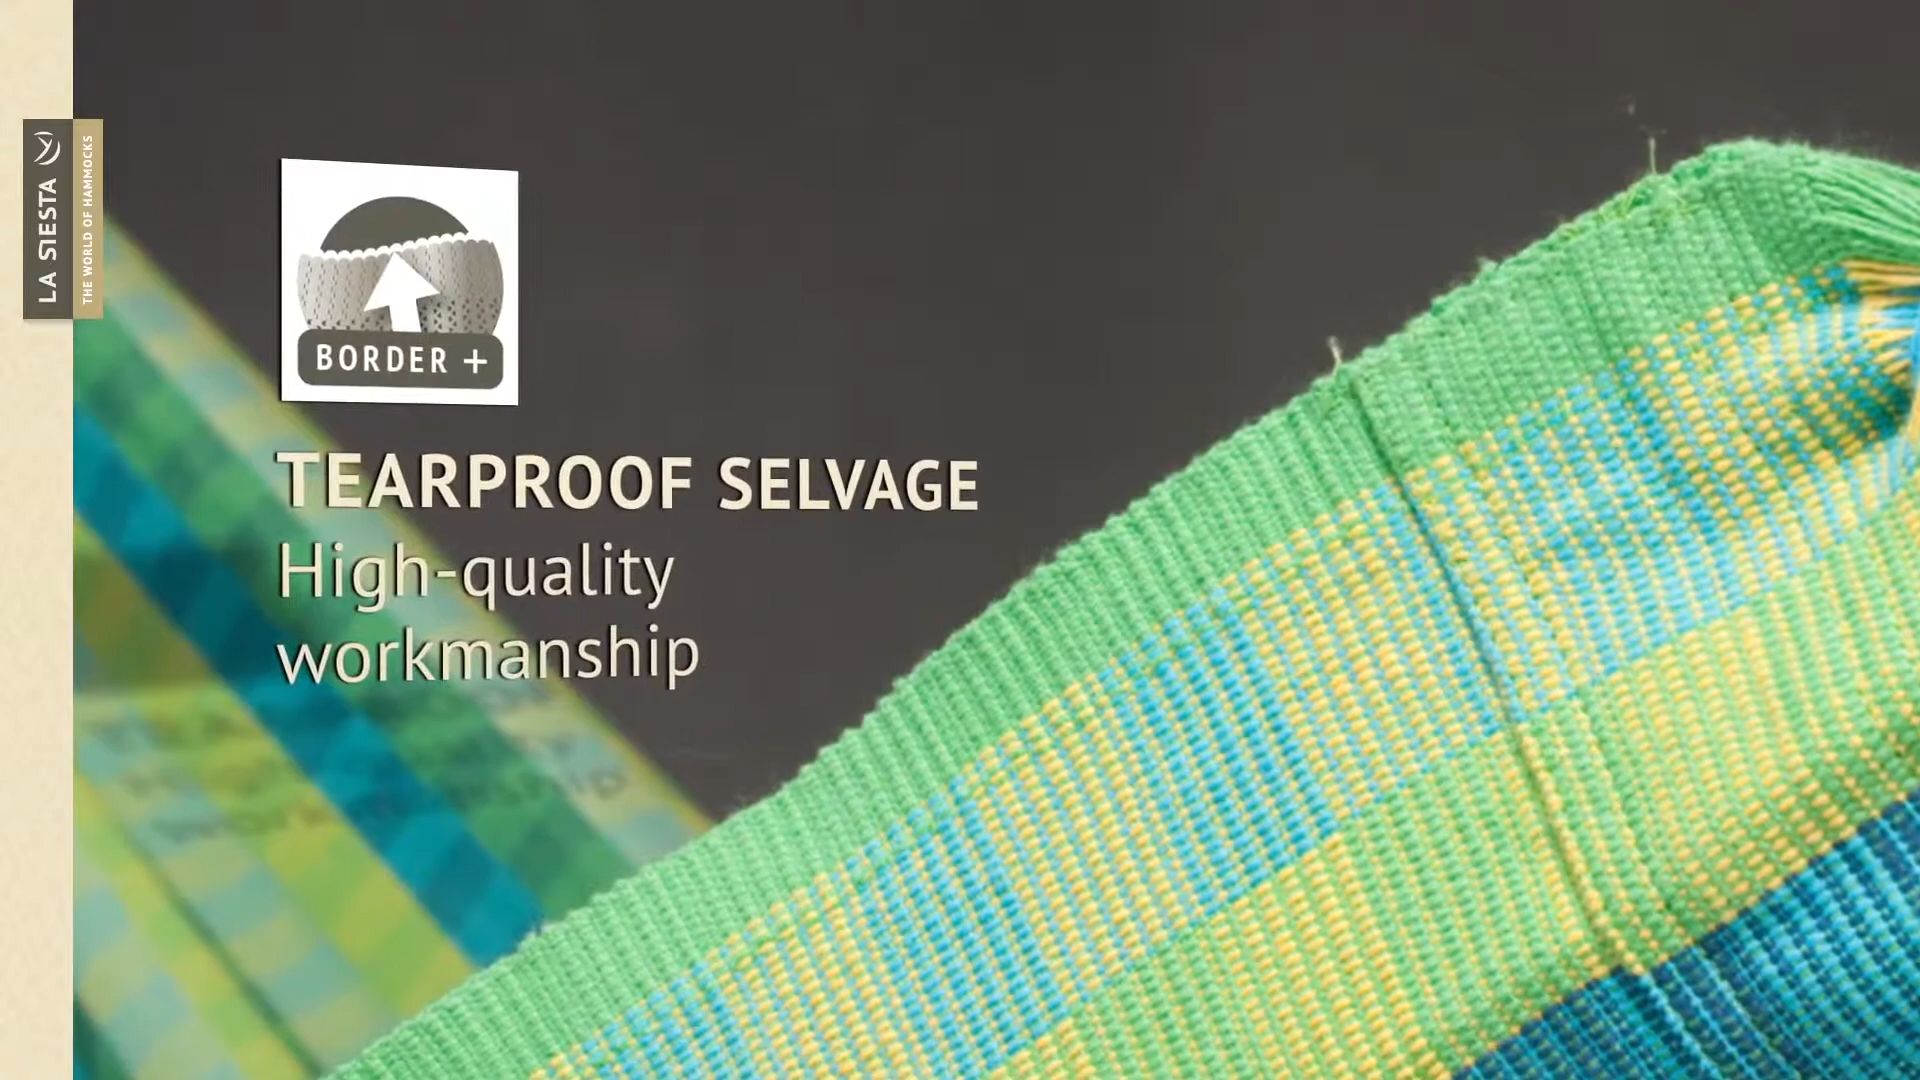 LA SIESTA
THE WORLD OF HAMMOCKS
BORDER +
TEARPROOF SELVAGE
High-quality
workmanship